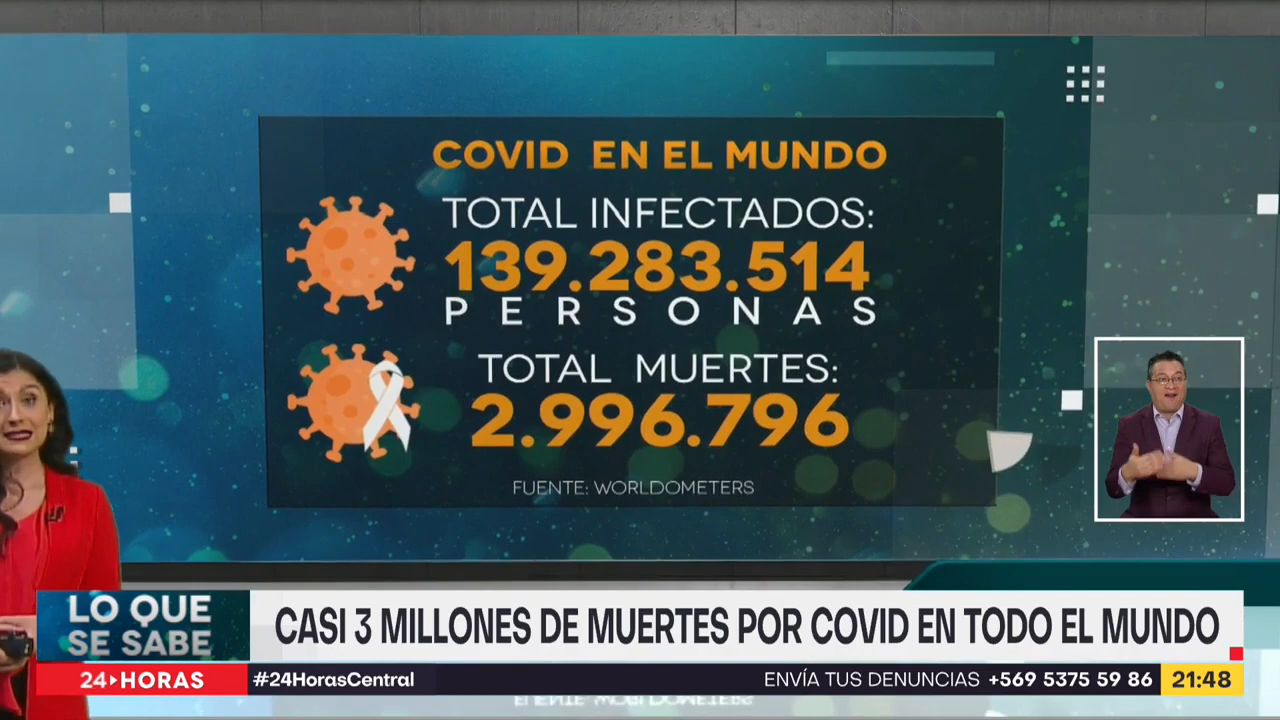 COVID EN EL MUNDO
TOTAL INFECTADOS:
139.283.514
PERSONAS
TOTAL MUERTES:
2.996.796
FUENTE: WORLDOMETERS
LO QUE
SE SABE
CASI 3 MILLONES DE MUERTES POR COVID EN TODO EL MUNDO
24 HORAS
#24HorasCentral
ENVÍA TUS DENUNCIAS +569 5375 59 86
21:48
FUENTE: WORLDOMETERS